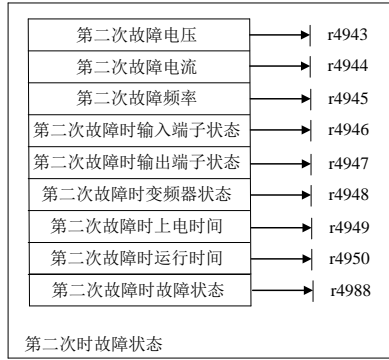 第二次故障电压 r4943
第二次故障电流 r4944
第二次故障频率 r4945
第二次故障时输入端子状态 r4946
第二次故障时输出端子状态 r4947
第二次故障时变频器状态 r4948
第二次故障时上电时间 r4949
第二次故障时运行时间 r4950
第二次故障时故障状态 r4988
第二次时故障状态